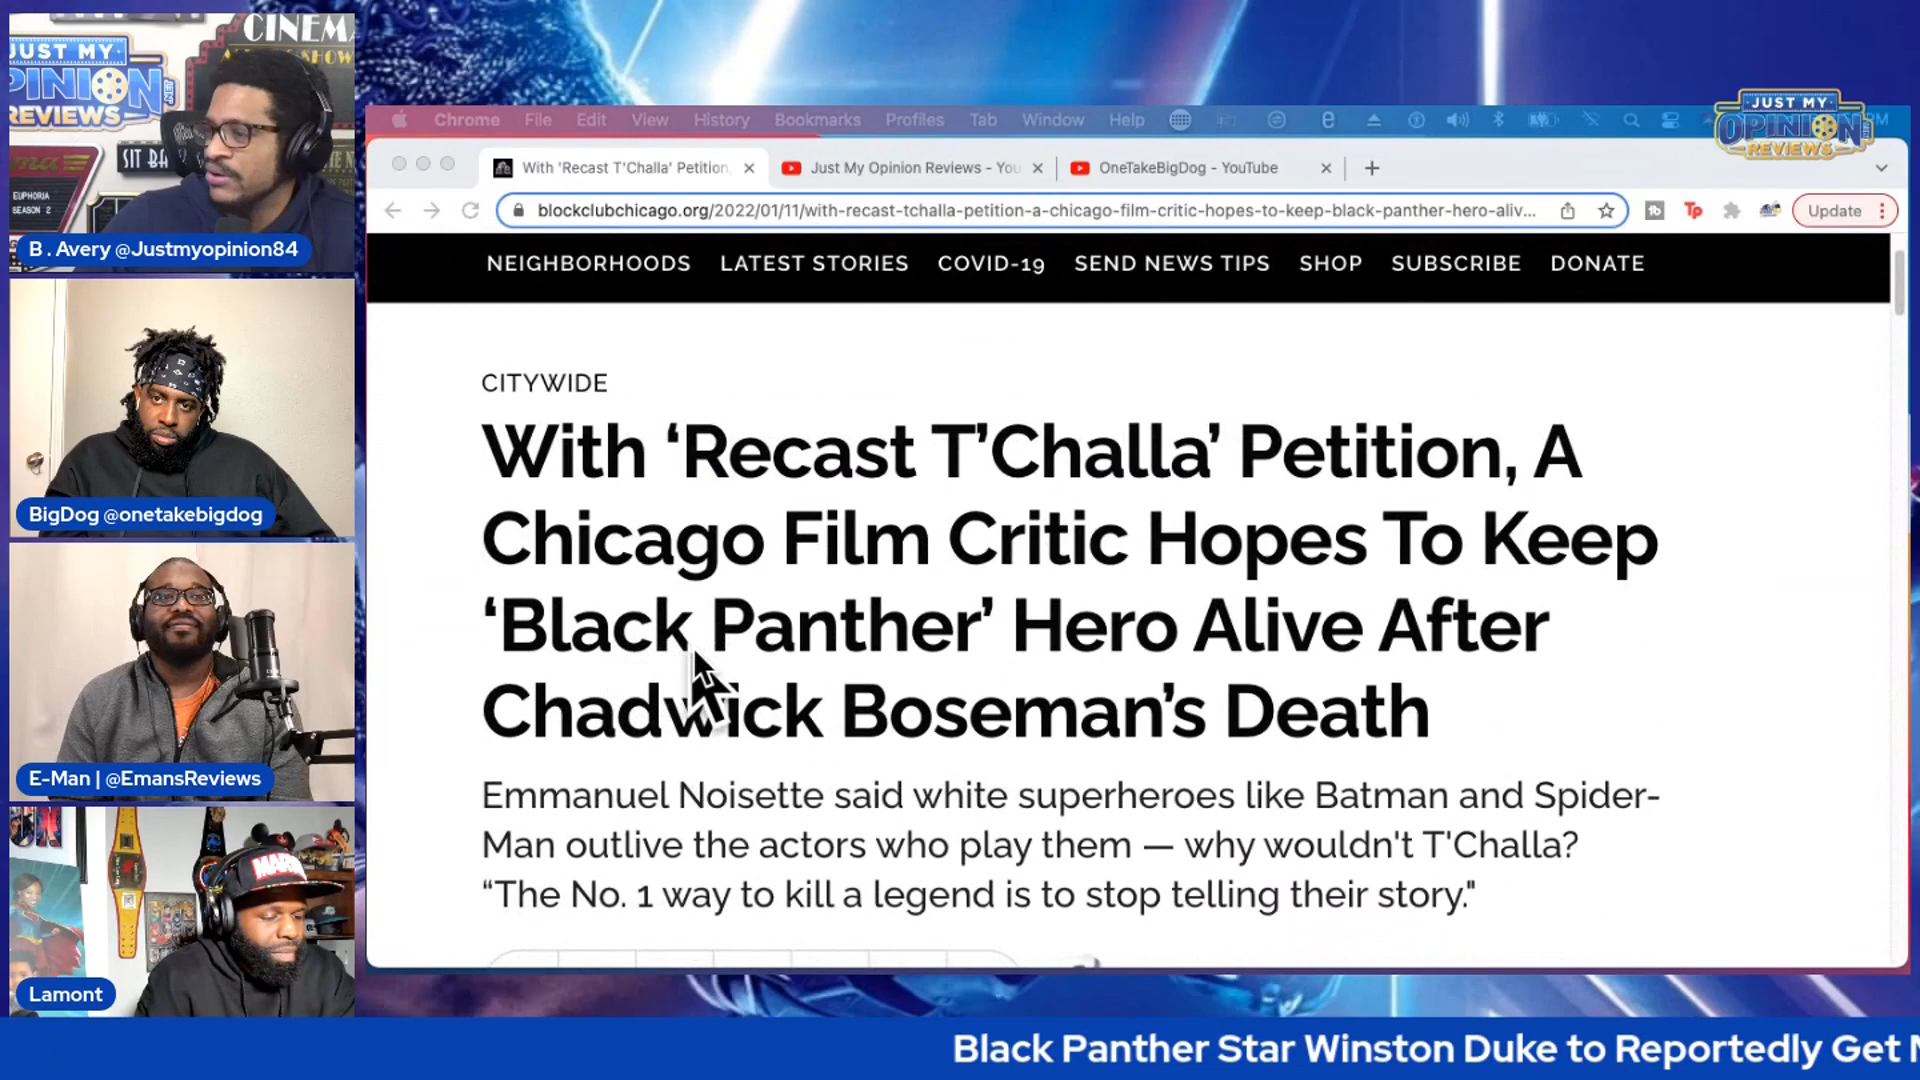 CINEMA
JUST MY
OPINION
REVIEWS
SIT BA
EUPHORIA
SEASON 2
B . Avery @Justmyopinion84
BigDog @onetakebigdog
E-Man | @EmansReviews
Lamont
Chrome File Edit View History Bookmarks Profiles Tab Window Help
JUST MY
OPINION
REVIEWS
With 'Recast T'Challa' Petition,
Just My Opinion Reviews - You
OneTakeBigDog - YouTube
blockclubchicago.org/2022/01/11/with-recast-tchalla-petition-a-chicago-film-critic-hopes-to-keep-black-panther-hero-aliv...
Update
NEIGHBORHOODS LATEST STORIES COVID-19 SEND NEWS TIPS SHOP SUBSCRIBE DONATE
CITYWIDE
With ‘Recast T’Challa’ Petition, A
Chicago Film Critic Hopes To Keep
‘Black Panther’ Hero Alive After
Chadwick Boseman’s Death
Emmanuel Noisette said white superheroes like Batman and Spider-
Man outlive the actors who play them — why wouldn't T'Challa?
“The No. 1 way to kill a legend is to stop telling their story."
Black Panther Star Winston Duke to Reportedly Get